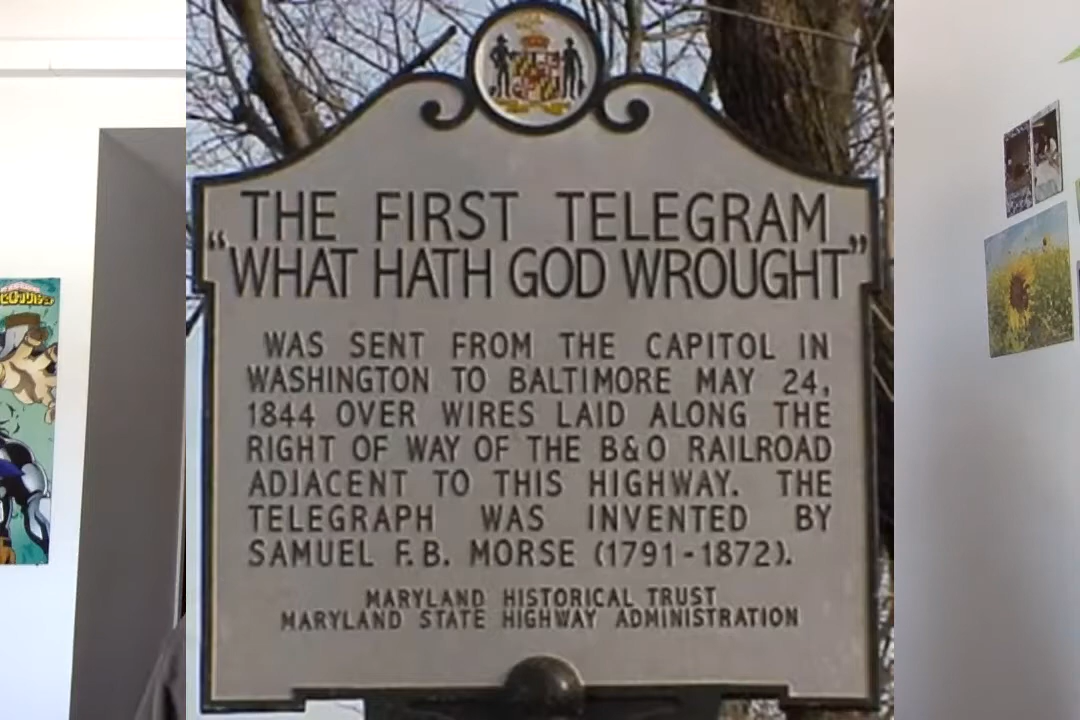 THE FIRST TELEGRAM
“WHAT HATH GOD WROUGHT”
WAS SENT FROM THE CAPITOL IN
WASHINGTON TO BALTIMORE MAY 24,
1844 OVER WIRES LAID ALONG THE
RIGHT OF WAY OF THE B&O RAILROAD
ADJACENT TO THIS HIGHWAY. THE
TELEGRAPH WAS INVENTED BY
SAMUEL F.B. MORSE (1791-1872).
MARYLAND HISTORICAL TRUST
MARYLAND STATE HIGHWAY ADMINISTRATION